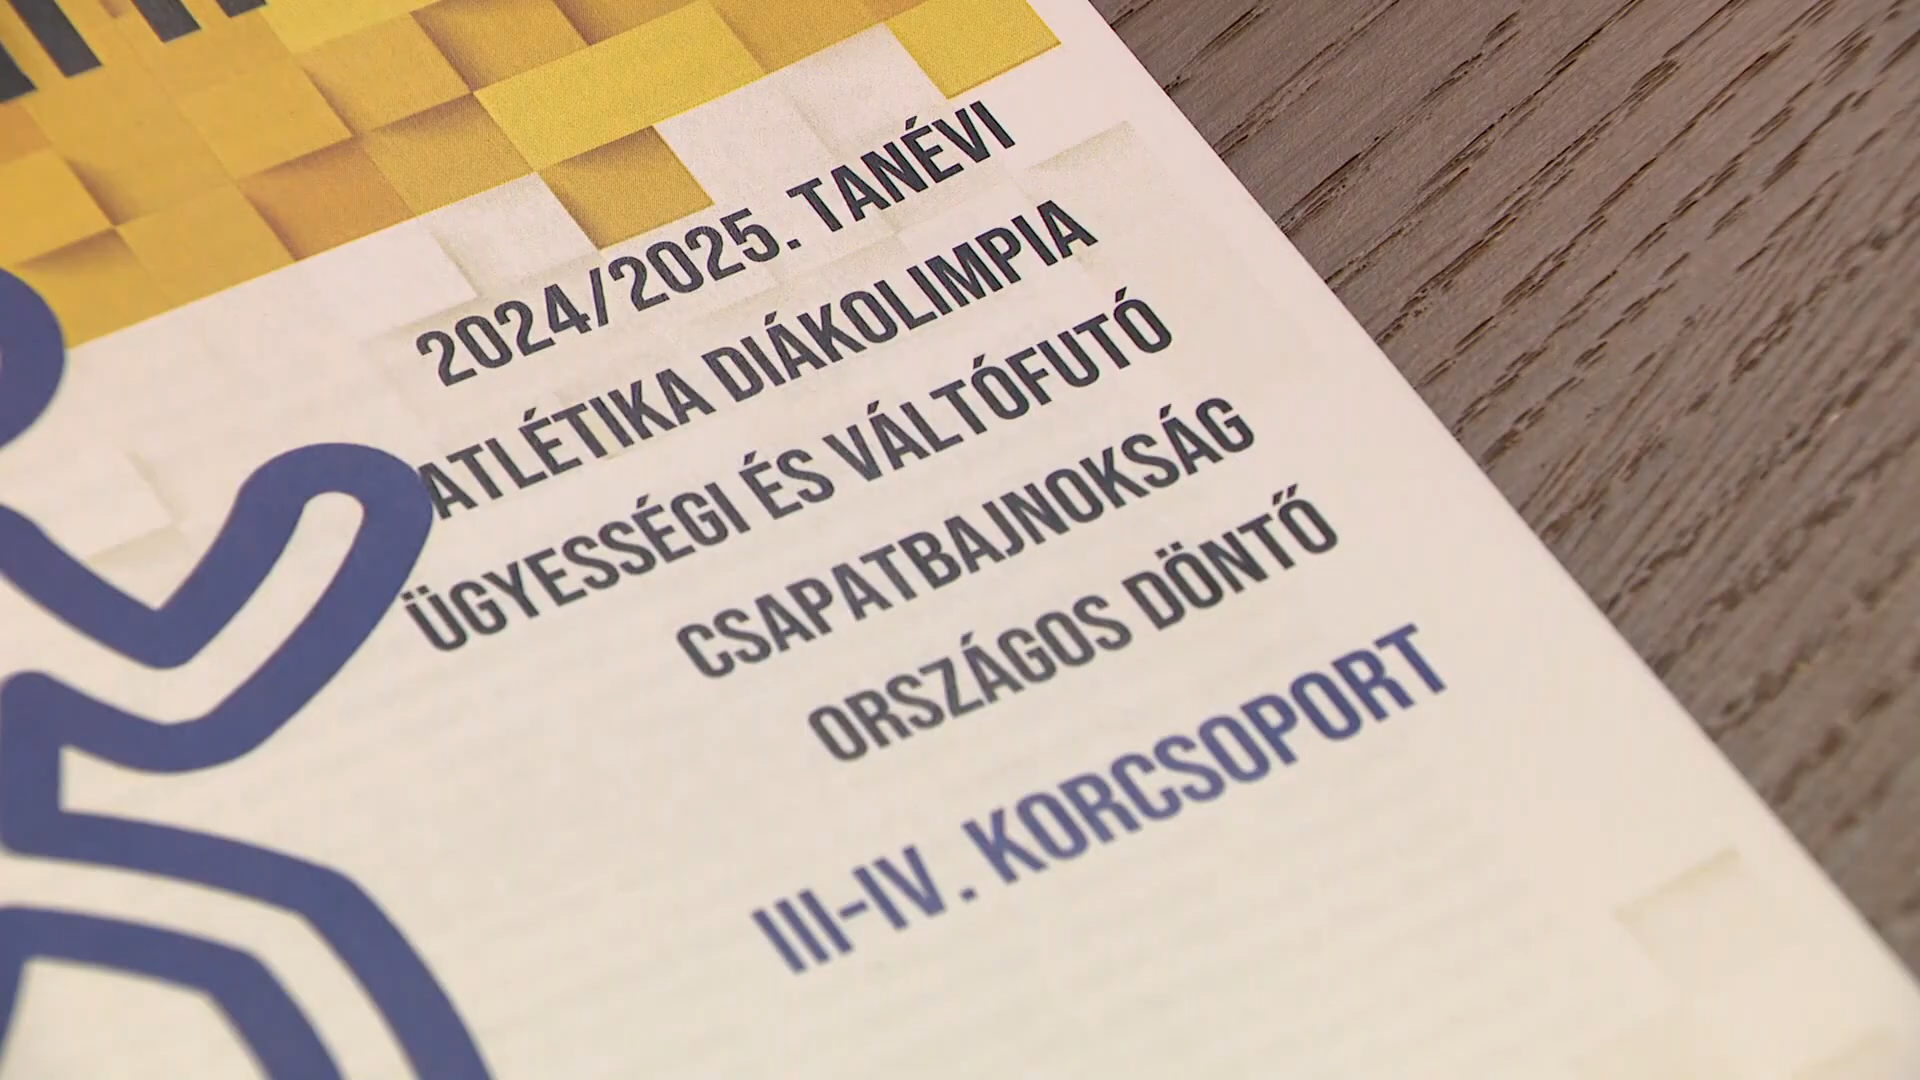 2024/2025. TANÉVI
ATLÉTIKA DIÁKOLIMPIA
ÜGYESSÉGI ÉS VÁLTÓFUTÓ
CSAPATBAJNOKSÁG
ORSZÁGOS DÖNTŐ
III-IV. KORCSOPORT